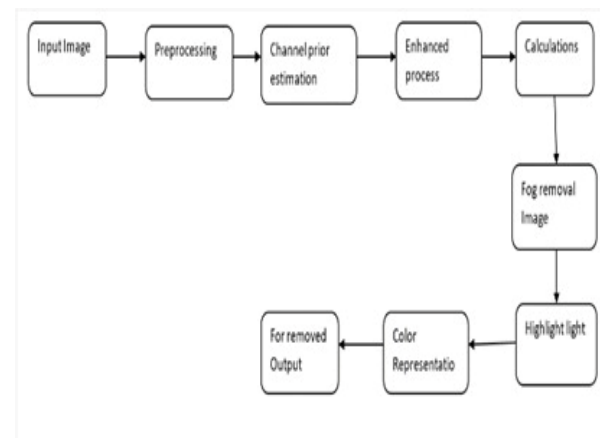 Input Image
Preprocessing
Channel prior
estimation
Enhanced
process
Calculations
Fog removal
Image
Highlight light
Color
Representatio
For removed
Output